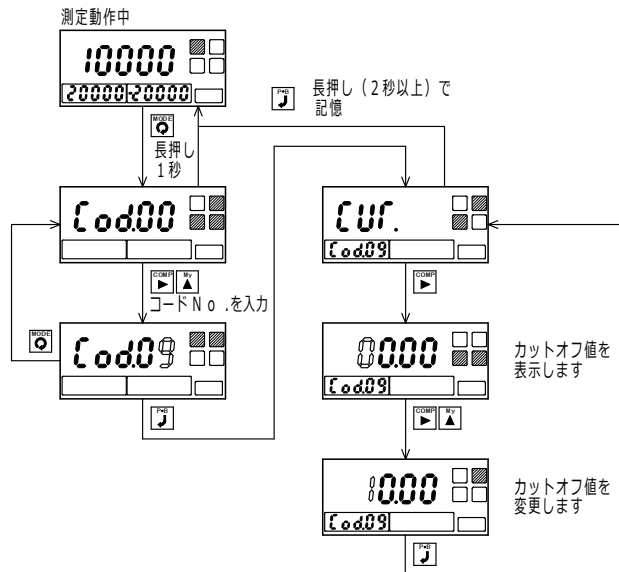 測定動作中
10000
20000 -20000
P•B
長押し（2秒以上）で
記憶
MODE
長押し
1秒
Cod.00
CUT.
Cod.09
COMP My
コードNo.を入力
COMP
MODE
Cod.09
00.00
Cod.09
カットオフ値を
表示します
P•B
COMP My
10.00
Cod.09
カットオフ値を
変更します
P•B